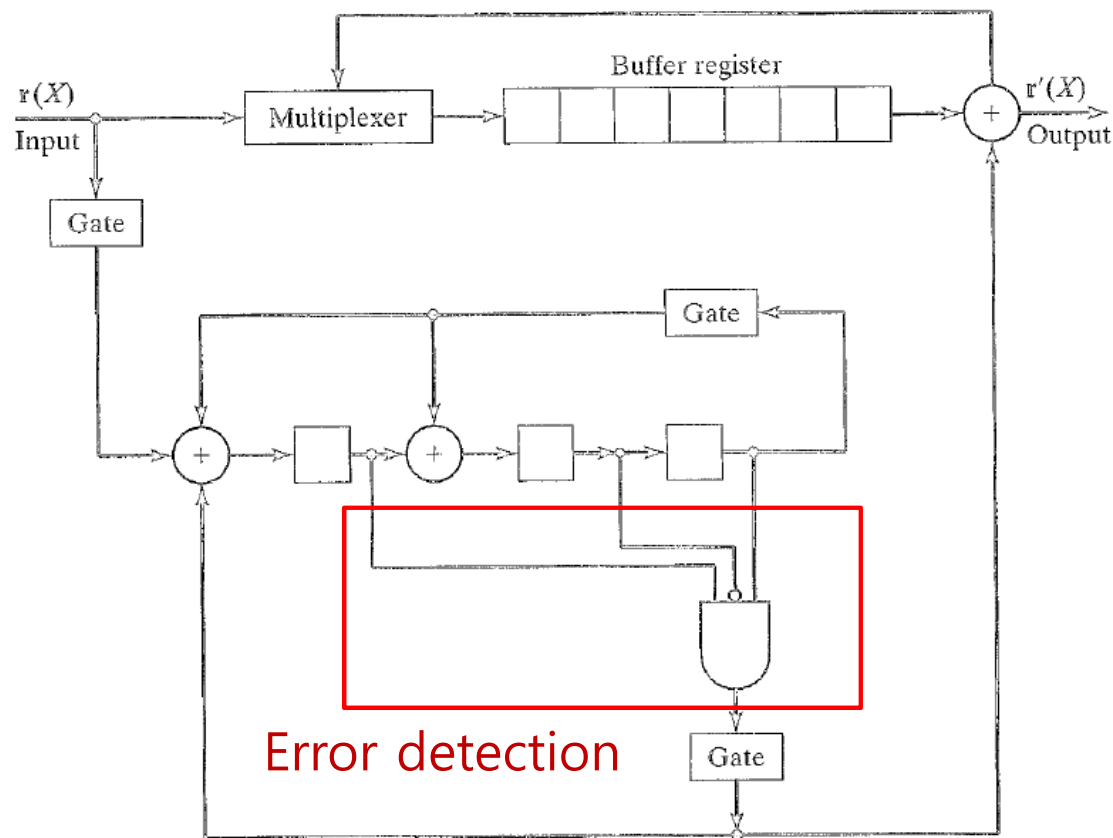 Buffer register
r(X)
Input
Multiplexer
+
r′(X)
Output
Gate
Gate
+
+
Error detection
Gate